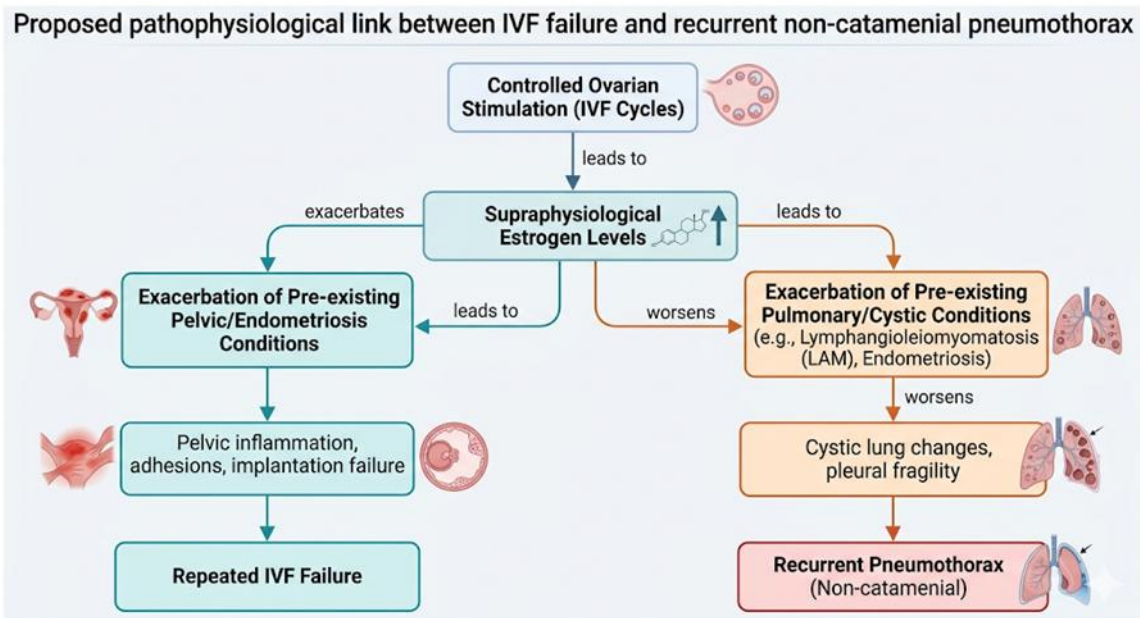 Proposed pathophysiological link between IVF failure and recurrent non-catamenial pneumothorax
Controlled Ovarian
Stimulation (IVF Cycles)
leads to
exacerbates
Supraphysiological
Estrogen Levels
leads to
leads to
worsens
Exacerbation of Pre-existing
Pelvic/Endometriosis
Conditions
Exacerbation of Pre-existing
Pulmonary/Cystic Conditions
(e.g., Lymphangioleiomyomatosis
(LAM), Endometriosis)
worsens
Pelvic inflammation,
adhesions, implantation failure
Cystic lung changes,
pleural fragility
Repeated IVF Failure
Recurrent Pneumothorax
(Non-catamenial)